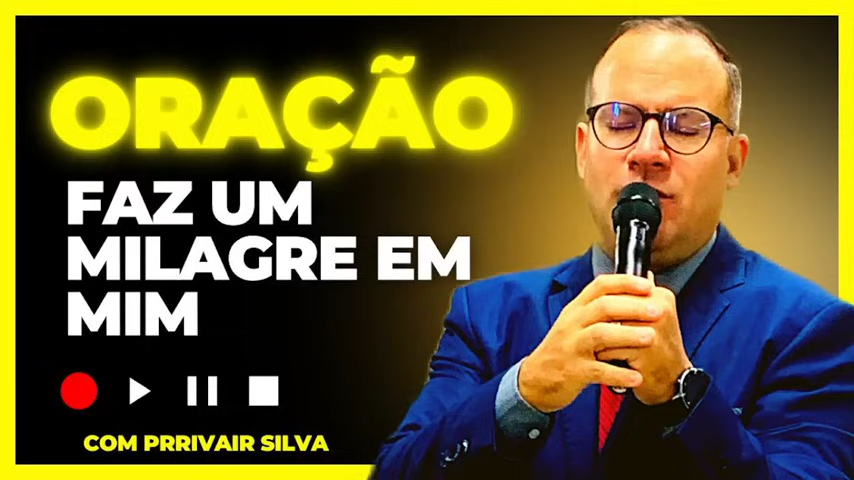 ORAÇÃO
FAZ UM
MILAGRE EM
MIM
COM PRRIVAIR SILVA